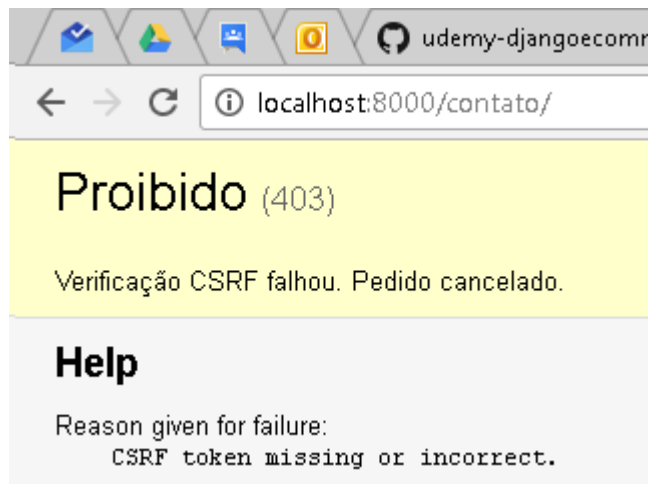 udemy-djangoecomm
localhost:8000/contato/
Proibido (403)
Verificação CSRF falhou. Pedido cancelado.
Help
Reason given for failure:
CSRF token missing or incorrect.